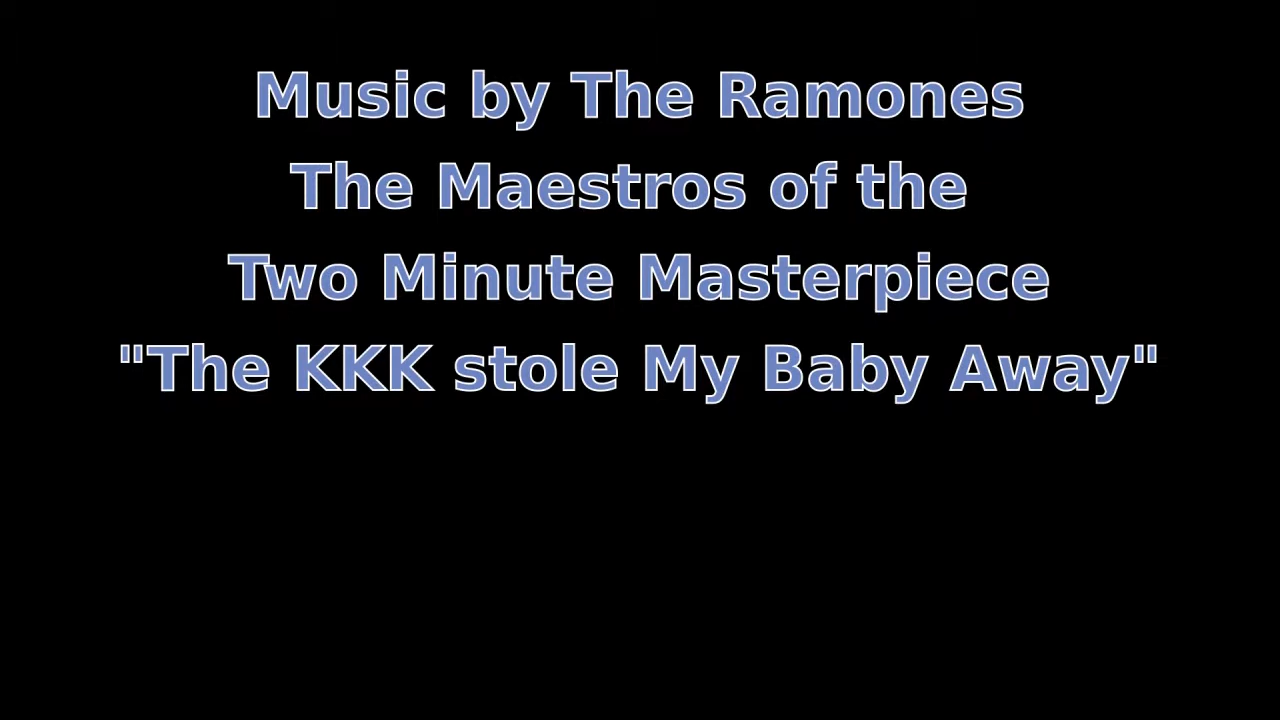 Music by The Ramones
The Maestros of the
Two Minute Masterpiece
"The KKK stole My Baby Away"